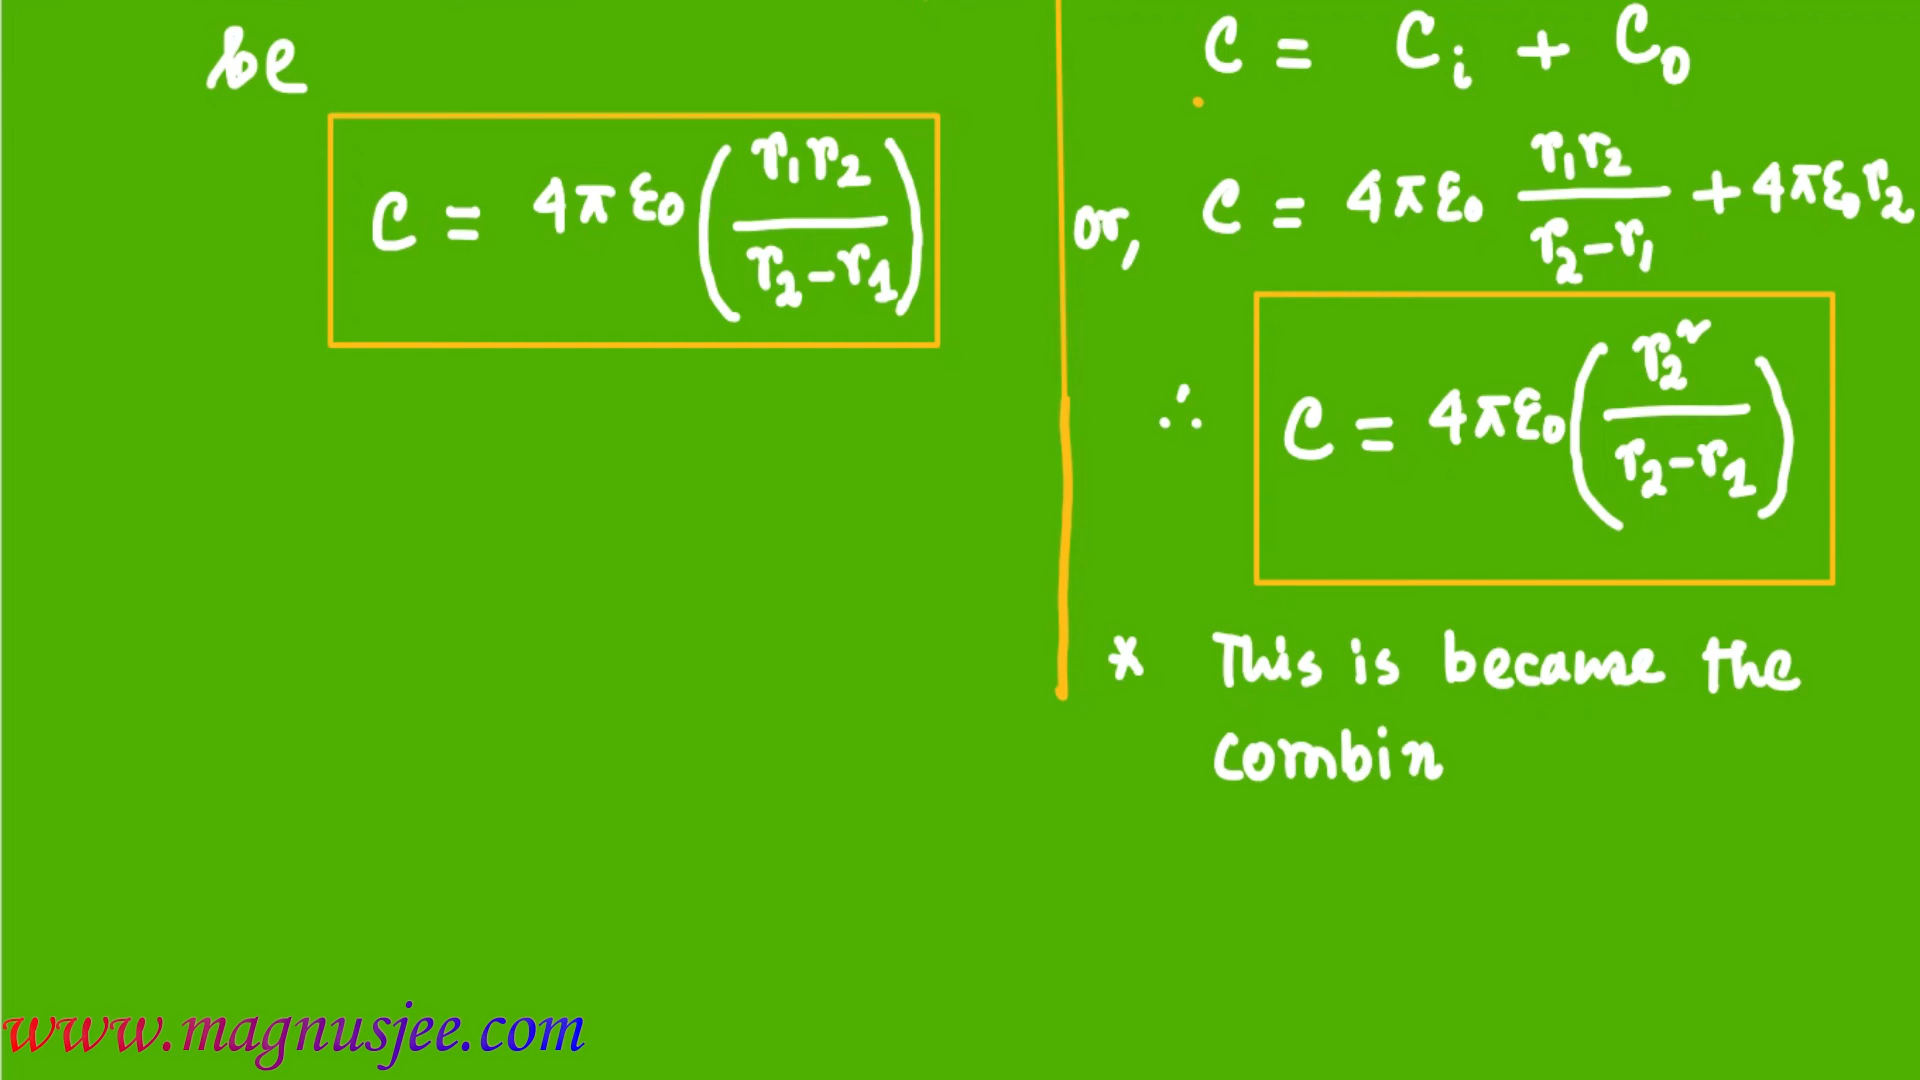 be
C = 4πε₀(r₁r₂/r₂-r₁)
C = Cᵢ + C₀
or, C = 4πε₀ r₁r₂/r₂-r₁ + 4πε₀r₂
∴ C = 4πε₀(r₂²/r₂-r₁)
* This is because the
combin
www.magnusjee.com